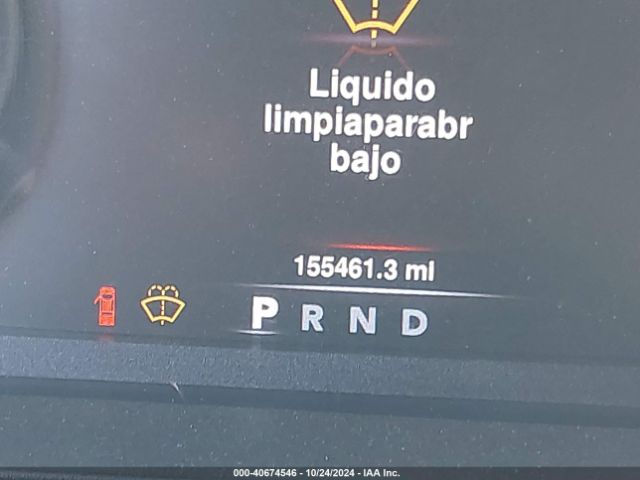 Liquido
limpiaparabr
bajo
155461.3 ml
P R N D
000-40674546 - 10/24/2024 - IAA Inc.